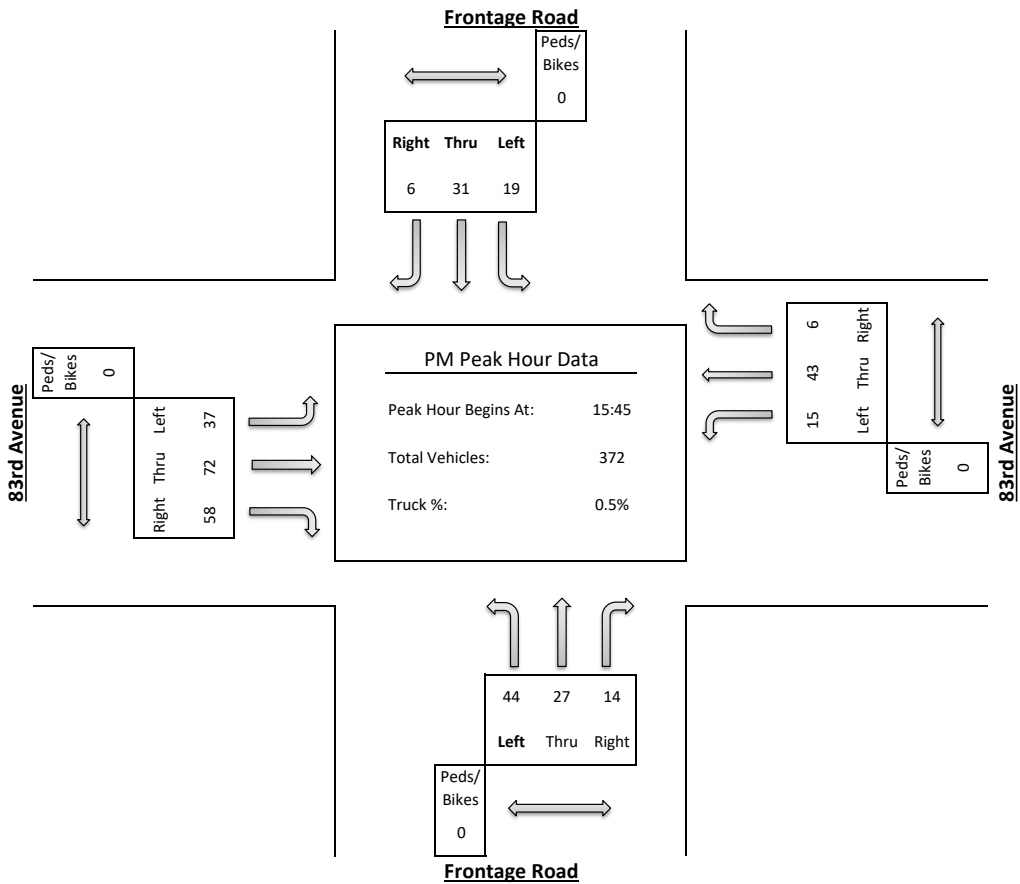 Frontage Road
Peds/
Bikes
0
Right Thru Left
6 31 19
Peds/
Bikes
0
Left 37
Thru 72
Right 58
83rd Avenue
PM Peak Hour Data
Peak Hour Begins At: 15:45
Total Vehicles: 372
Truck %: 0.5%
6 Right
43 Thru
15 Left
Peds/
Bikes
0
83rd Avenue
44 27 14
Left Thru Right
Peds/
Bikes
0
Frontage Road